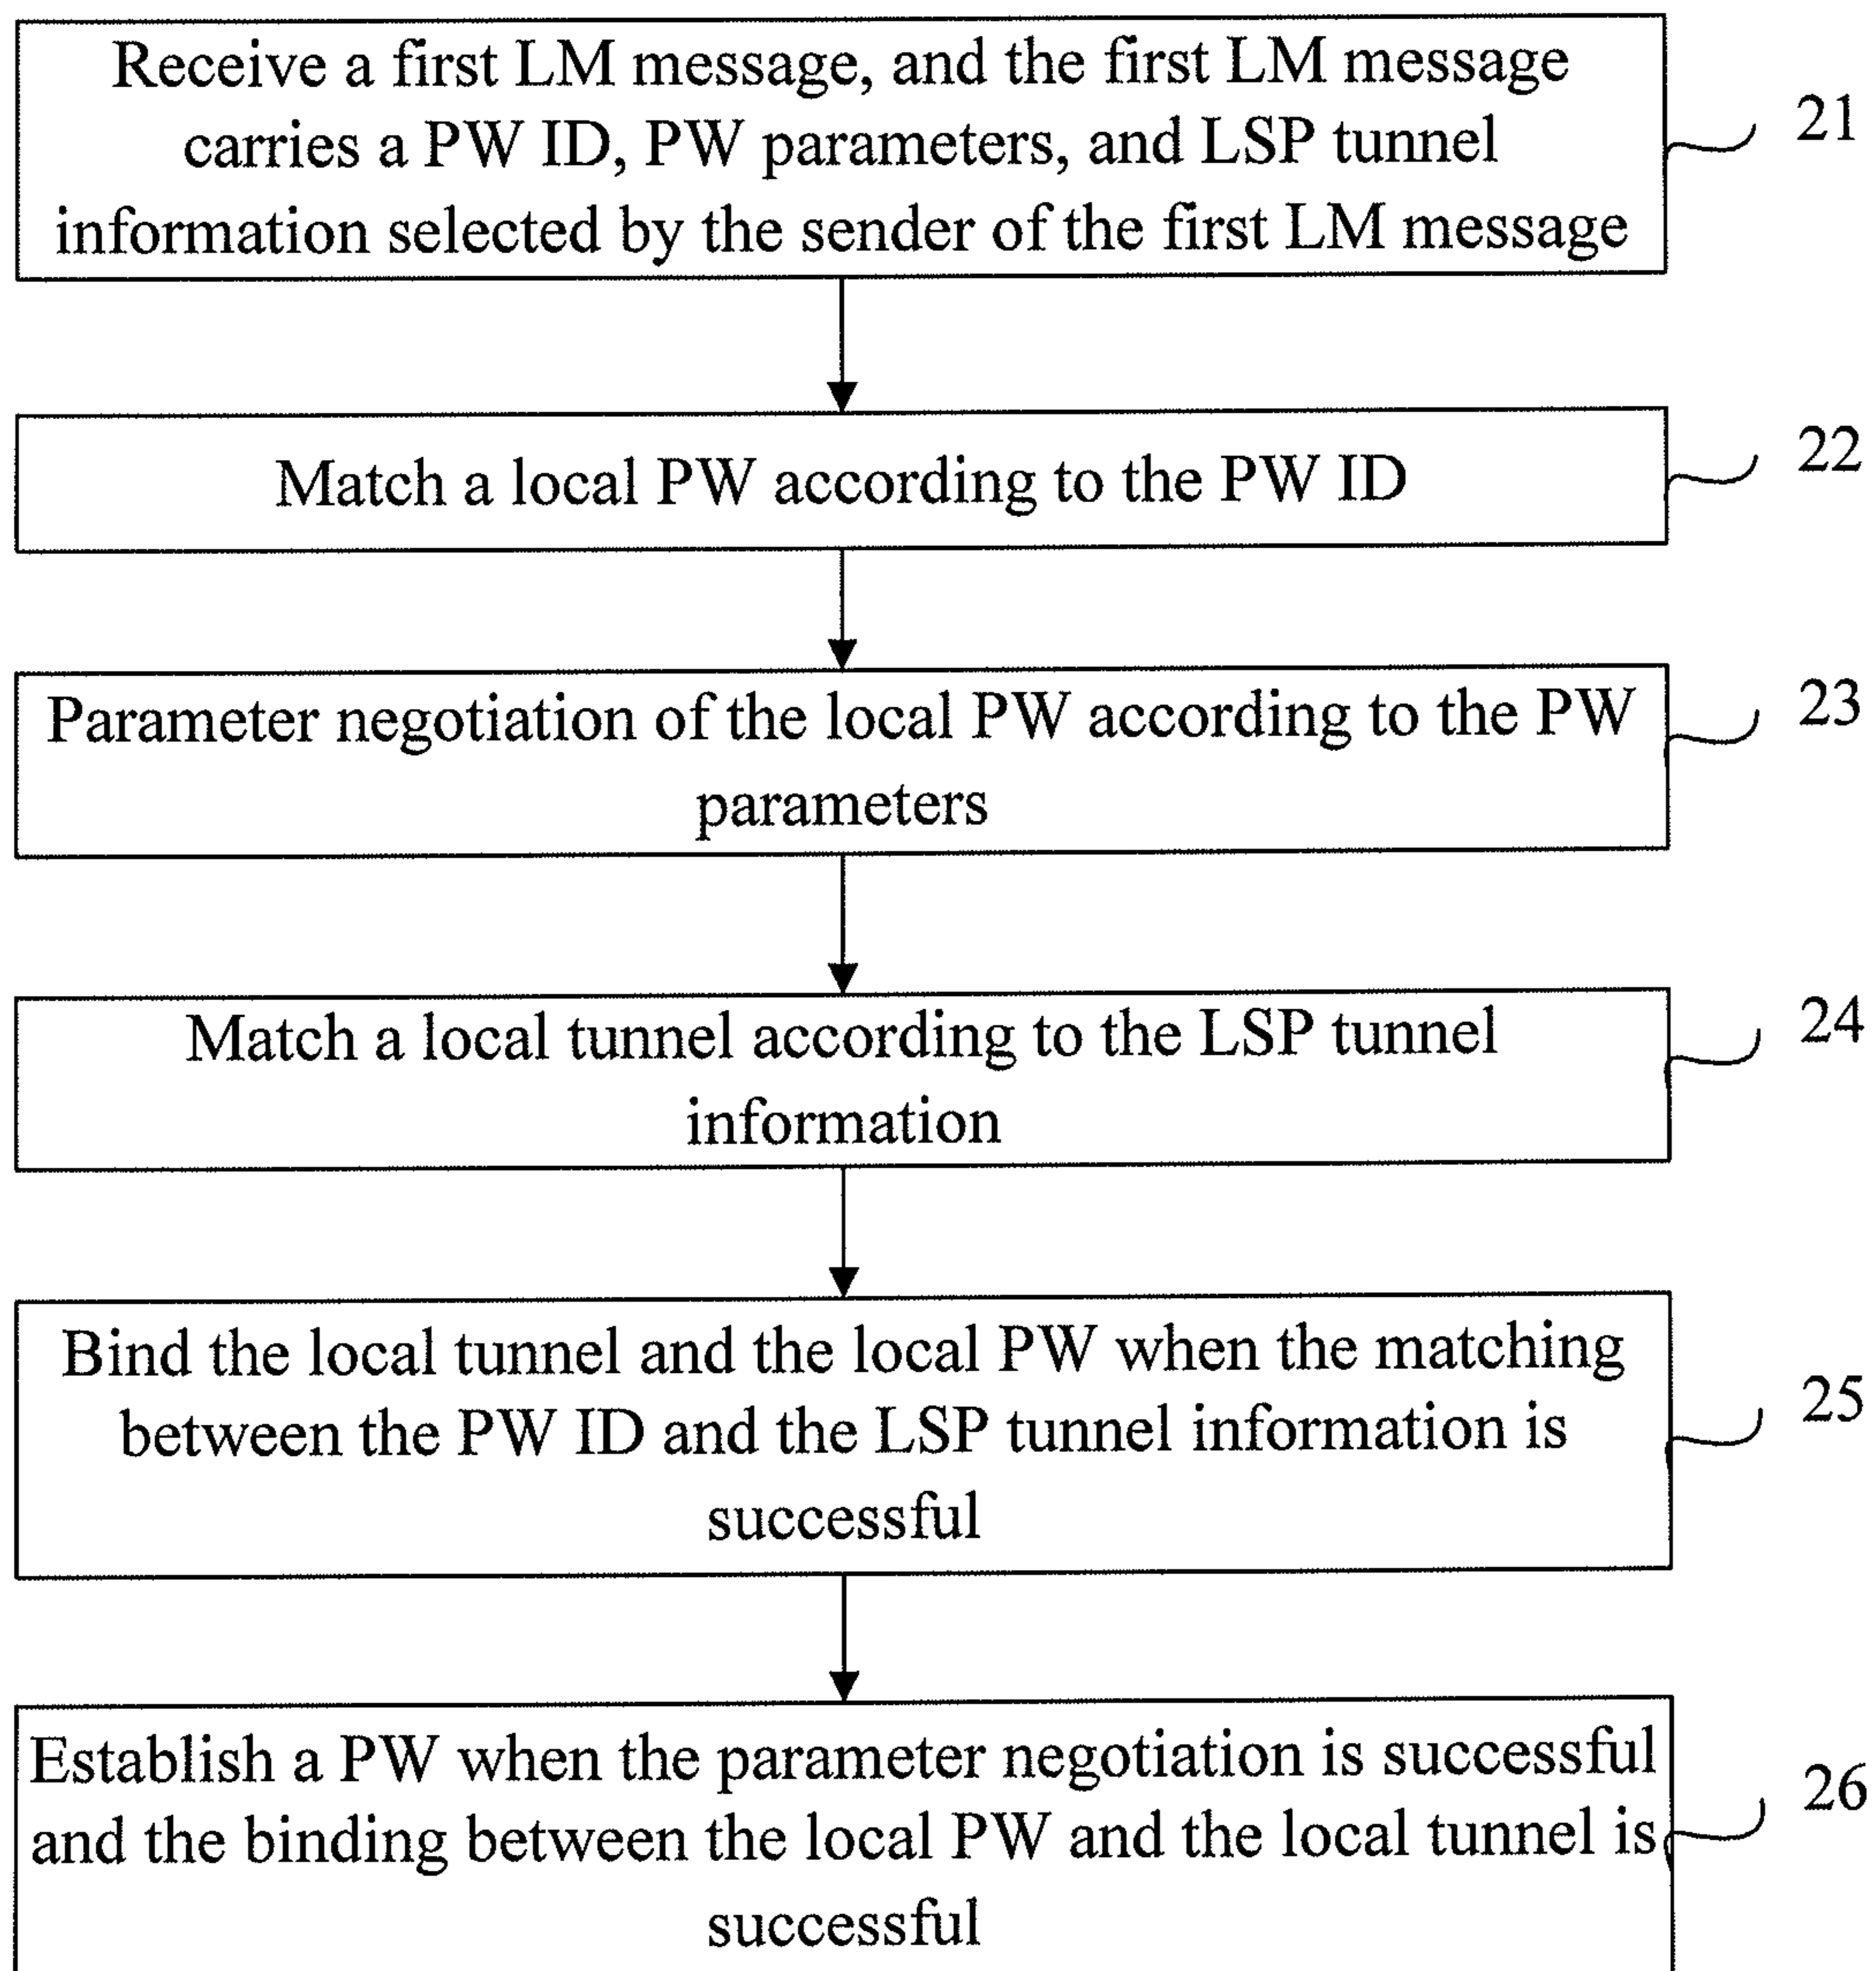 Receive a first LM message, and the first LM message
carries a PW ID, PW parameters, and LSP tunnel
information selected by the sender of the first LM message
21
Match a local PW according to the PW ID
22
Parameter negotiation of the local PW according to the PW
parameters
23
Match a local tunnel according to the LSP tunnel
information
24
Bind the local tunnel and the local PW when the matching
between the PW ID and the LSP tunnel information is
successful
25
Establish a PW when the parameter negotiation is successful
and the binding between the local PW and the local tunnel is
successful
26